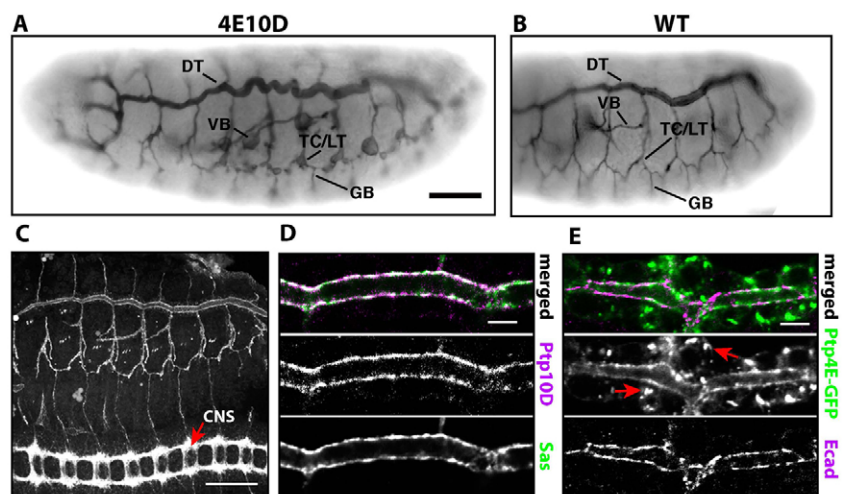 A
4E10D
B
WT
DT
VB
TC/LT
GB
DT
VB
TC/LT
GB
C
CNS
D
merged
Ptp10D
Sas
E
merged
Ptp4E-GFP
Ecad